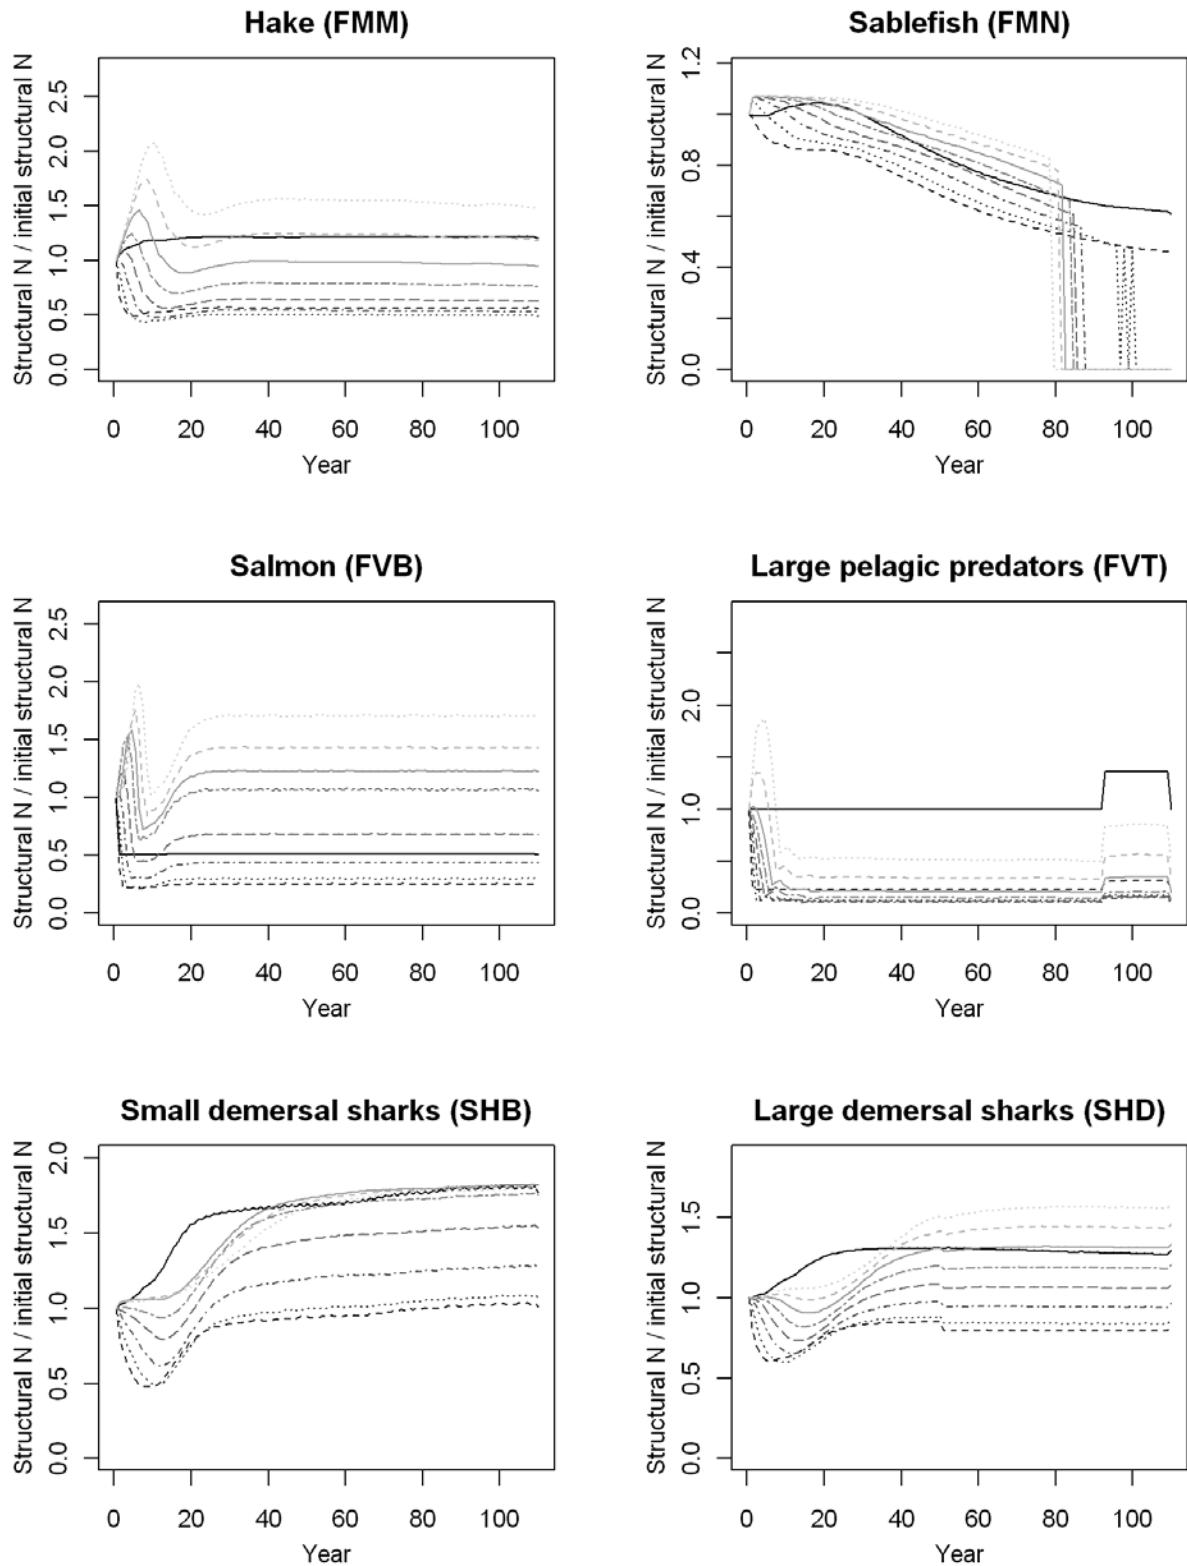 Hake (FMM)
Structural N / initial structural N
2.5
2.0
1.5
1.0
0.5
0.0
0 20 40 60 80 100
Year
Sablefish (FMN)
Structural N / initial structural N
1.2
0.8
0.4
0.0
0 20 40 60 80 100
Year
Salmon (FVB)
Structural N / initial structural N
2.5
2.0
1.5
1.0
0.5
0.0
0 20 40 60 80 100
Year
Large pelagic predators (FVT)
Structural N / initial structural N
2.0
1.0
0.0
0 20 40 60 80 100
Year
Small demersal sharks (SHB)
Structural N / initial structural N
2.0
1.5
1.0
0.5
0.0
0 20 40 60 80 100
Year
Large demersal sharks (SHD)
Structural N / initial structural N
1.5
1.0
0.5
0.0
0 20 40 60 80 100
Year